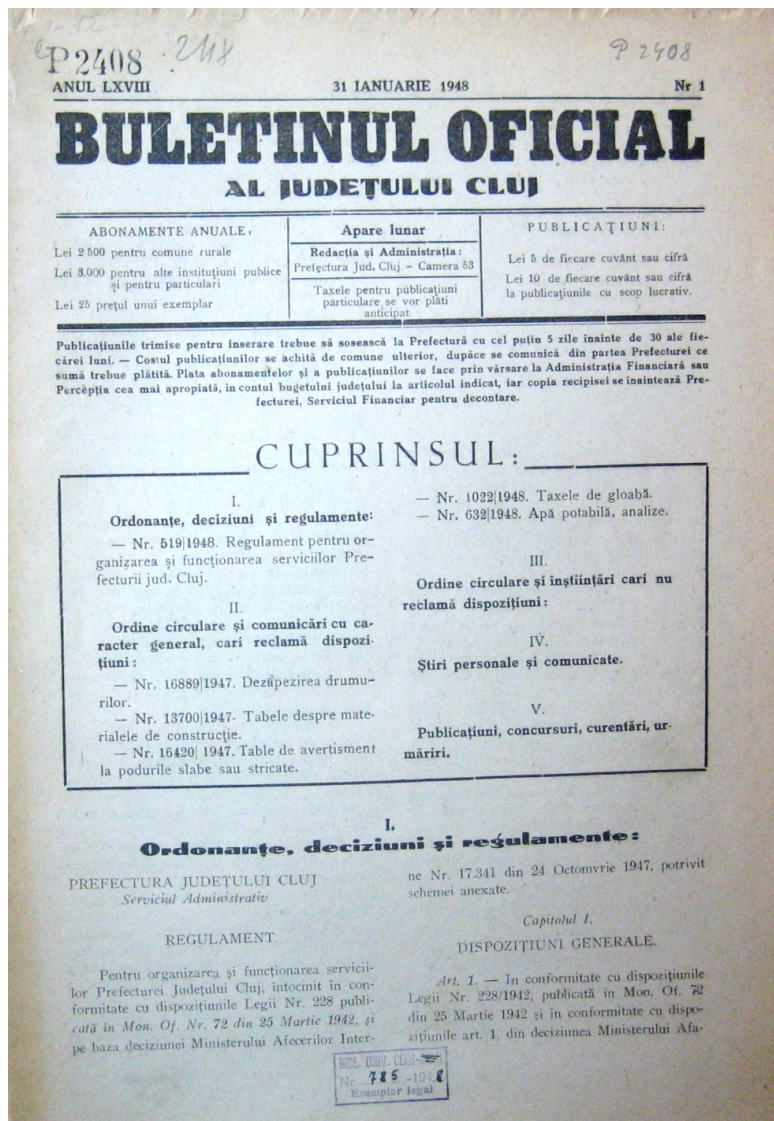 P 2408 · 248
P 2408
ANUL LXVIII 31 IANUARIE 1948 Nr 1
BULETINUL OFICIAL
AL JUDEȚULUI CLUJ
ABONAMENTE ANUALE:
Lei 2 500 pentru comune rurale
Lei 3.000 pentru alte instituțiuni publice
și pentru particulari
Lei 25 prețul unui exemplar
Apare lunar
Redacția și Administrația:
Prefectura Jud. Cluj – Camera 53
Taxele pentru publicațiuni
particulare se vor plăti
anticipat
PUBLICAȚIUNI:
Lei 5 de fiecare cuvânt sau cifră
Lei 10 de fiecare cuvânt sau cifră
la publicațiunile cu scop lucrativ.
Publicațiunile trimise pentru inserare trebue să sosească la Prefectură cu cel puțin 5 zile înainte de 30 ale fie-
cărei luni. — Costul publicațiunilor se achită de comune ulterior, dupăce se comunică din partea Prefecturei ce
sumă trebue plătită. Plata abonamentelor și a publicațiunilor se face prin vărsare la Administrația Financiară sau
Percepția cea mai apropiată, in contul bugetului județului la articolul indicat, iar copia recipisei se înaintează Pre-
fecturei, Serviciul Financiar pentru decontare.
CUPRINSUL:
I.
Ordonanțe, deciziuni și regulamente:
— Nr. 519|1948. Regulament pentru or-
ganizarea și funcționarea serviciilor Pre-
fecturii jud. Cluj.
II.
Ordine circulare și comunicări cu ca-
racter general, cari reclamă dispozi-
țiuni:
— Nr. 16889|1947. Dezăpezirea drumu-
rilor.
— Nr. 13700|1947- Tabele despre mate-
rialele de construcție.
— Nr. 16420| 1947. Table de avertisment
la podurile slabe sau stricate.
— Nr. 1022|1948. Taxele de gloabă.
— Nr. 632|1948. Apă potabilă, analize.
III.
Ordine circulare și înștiințări cari nu
reclamă dispozițiuni:
IV.
Știri personale și comunicate.
V.
Publicațiuni, concursuri, curentări, ur-
măriri.
I.
Ordonanțe, deciziuni și regulamente:
PREFECTURA JUDEȚULUI CLUJ
Serviciul Administrativ
REGULAMENT.
Pentru organizarea și funcționarea servicii-
lor Prefecturei Județului Cluj, intocmit in con-
formitate cu dispozițiunile Legii Nr. 228 publi-
cată in Mon. Of. Nr. 72 din 25 Martie 1942, și
pe baza deciziunei Ministerului Afecerilor Inter-
ne Nr. 17.341 din 24 Octomvrie 1947, potrivit
schemei anexate.
Capitolul I.
DISPOZIȚIUNI GENERALE.
Art. 1. — In conformitate cu dispozițiunile
Legii Nr. 228/1942, publicată in Mon. Of. 72
din 25 Martie 1942 și in conformitate cu dispo-
zițiunile art. 1. din deciziunea Ministerului Afa-
BIBL. UNIV. CLUJ
Nr. 785 -1948
Exemplar legal